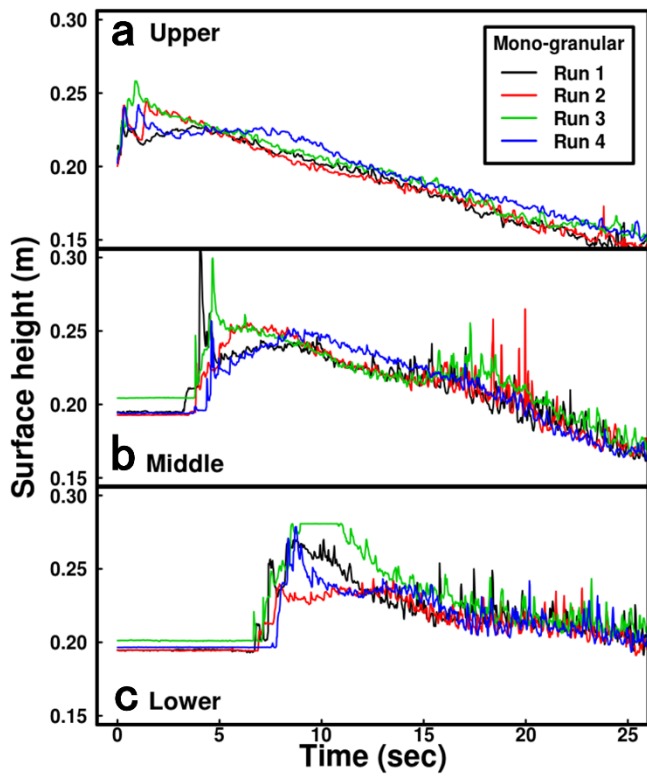 a Upper
Mono-granular
Run 1
Run 2
Run 3
Run 4
0.30
0.25
0.20
0.15
Surface height (m)
0.30
0.25
0.20
0.15
b Middle
0.30
0.25
0.20
0.15
c Lower
0 5 10 15 20 25
Time (sec)